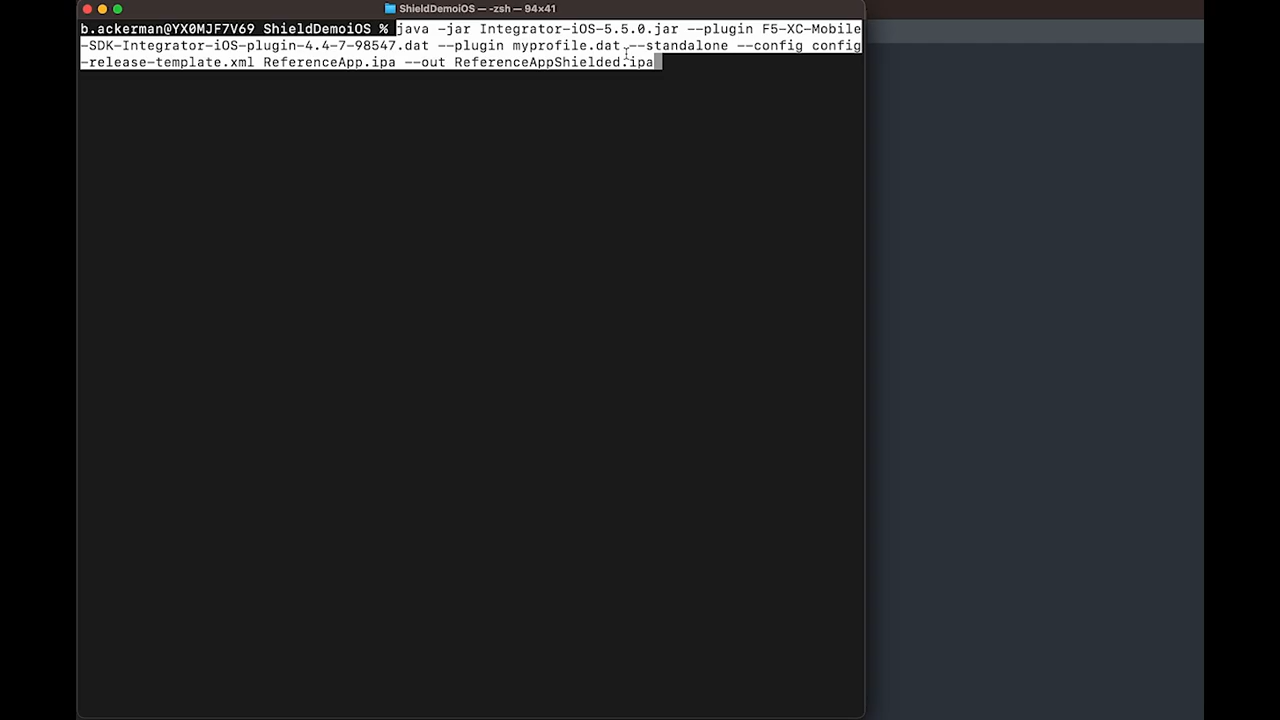 ShieldDemoiOS — -zsh — 94×41
b.ackerman@YX0MJF7V69 ShieldDemoiOS % java -jar Integrator-iOS-5.5.0.jar --plugin F5-XC-Mobile
-SDK-Integrator-iOS-plugin-4.4-7-98547.dat --plugin myprofile.dat --standalone --config config
-release-template.xml ReferenceApp.ipa --out ReferenceAppShielded.ipa